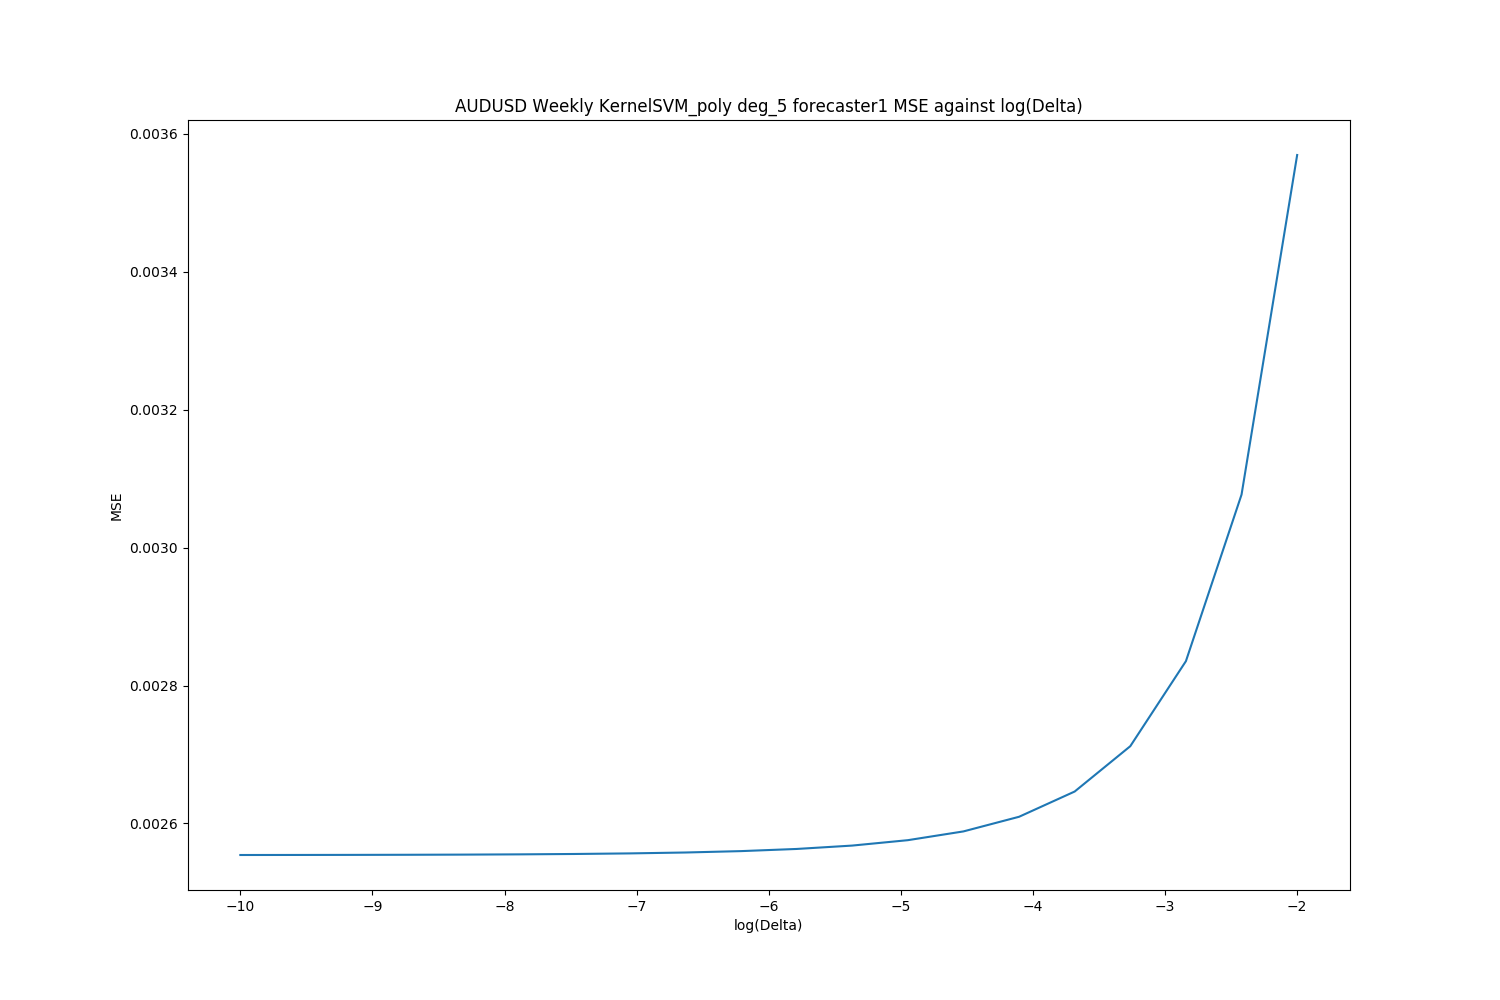 AUDUSD Weekly KernelSVM_poly deg_5 forecaster1 MSE against log(Delta)
0.0036
0.0034
0.0032
0.0030
0.0028
0.0026
MSE
−10 −9 −8 −7 −6 −5 −4 −3 −2
log(Delta)